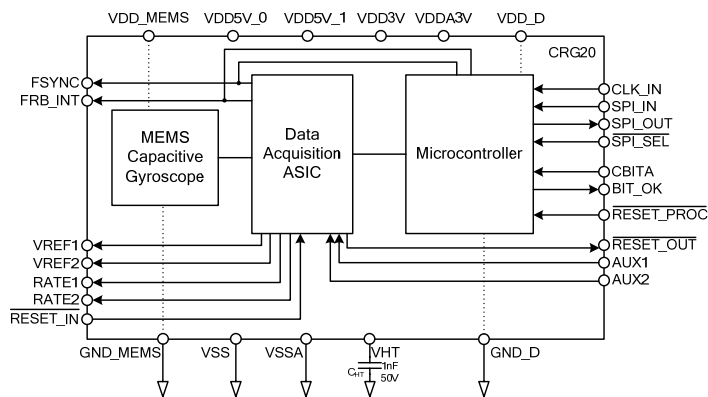 VDD_MEMS VDD5V_0 VDD5V_1 VDD3V VDDA3V VDD_D
CRG20
FSYNC
FRB_INT
MEMS
Capacitive
Gyroscope
Data
Acquisition
ASIC
Microcontroller
CLK_IN
SPI_IN
SPI_OUT
SPI_SEL
CBITA
BIT_OK
RESET_PROC
RESET_OUT
AUX1
AUX2
VREF1
VREF2
RATE1
RATE2
RESET_IN
GND_MEMS VSS VSSA VHT GND_D
CHT 1nF
50V